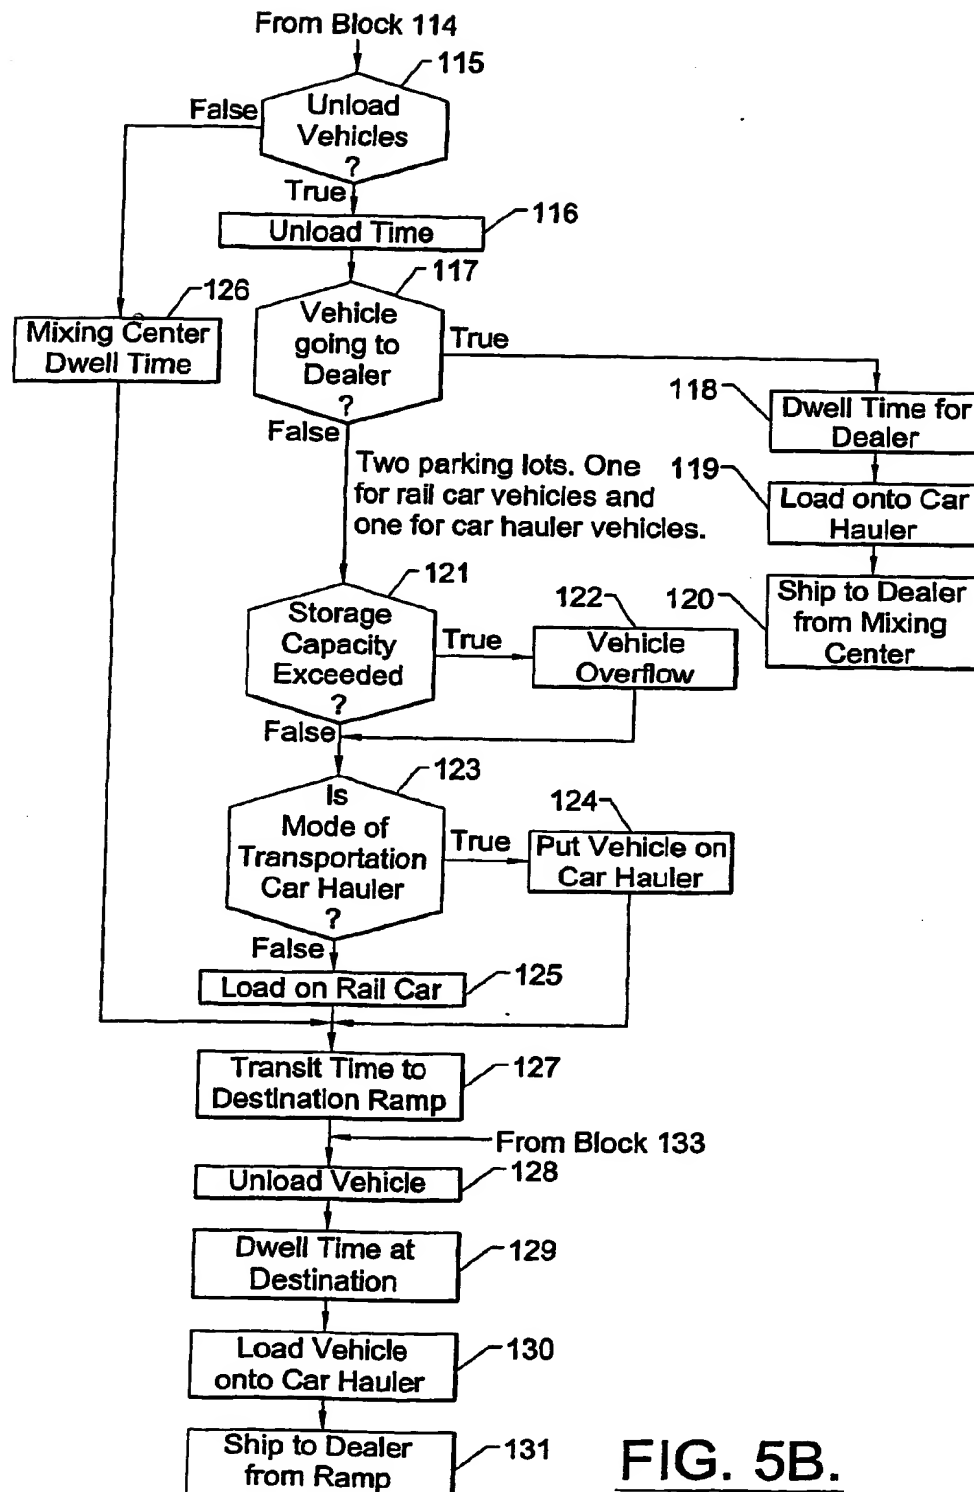 From Block 114
115
Unload
Vehicles
?
False
True
Unload Time
116
117
Vehicle
going to
Dealer
?
True
False
126
Mixing Center
Dwell Time
118
Dwell Time for
Dealer
119
Load onto Car
Hauler
120
Ship to Dealer
from Mixing
Center
Two parking lots. One
for rail car vehicles and
one for car hauler vehicles.
121
Storage
Capacity
Exceeded
?
True
False
122
Vehicle
Overflow
123
Is
Mode of
Transportation
Car Hauler
?
True
False
124
Put Vehicle on
Car Hauler
Load on Rail Car
125
Transit Time to
Destination Ramp
127
From Block 133
Unload Vehicle
128
Dwell Time at
Destination
129
Load Vehicle
onto Car Hauler
130
Ship to Dealer
from Ramp
131
FIG. 5B.